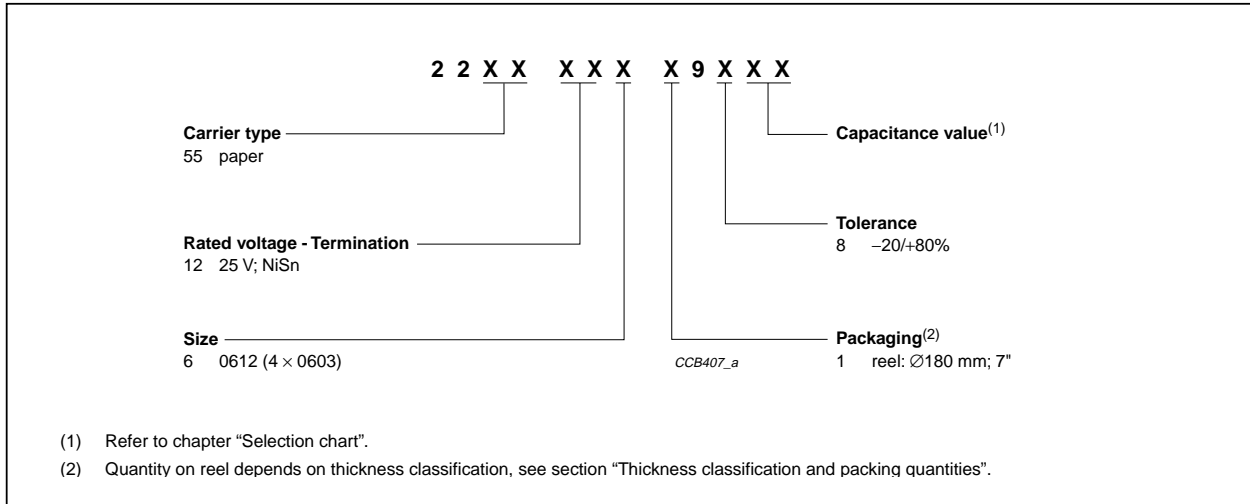 2 2 X X X X X X 9 X X X
Carrier type
55 paper
Capacitance value(1)
Rated voltage - Termination
12 25 V; NiSn
Tolerance
8 −20/+80%
Size
6 0612 (4 × 0603)
CCB407_a
Packaging(2)
1 reel: ∅180 mm; 7"
(1) Refer to chapter “Selection chart”.
(2) Quantity on reel depends on thickness classification, see section “Thickness classification and packing quantities”.